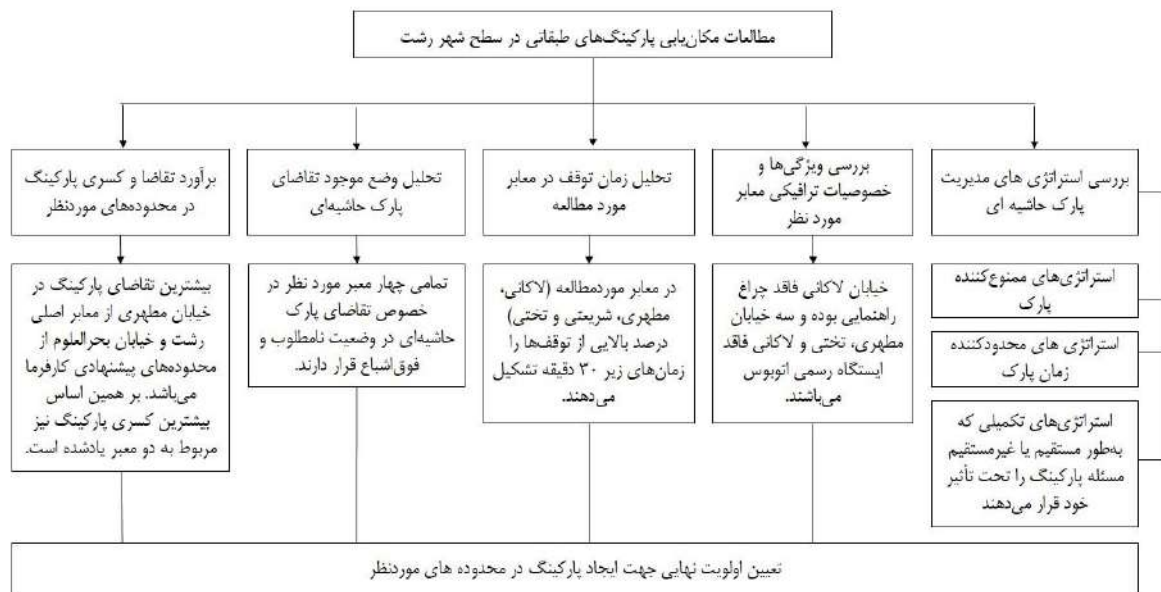 مطالعات مکان‌یابی پارکینگ‌های طبقاتی در سطح شهر رشت
بررسی استراتژی های مدیریت
پارک حاشیه ای
استراتژی‌های ممنوع‌کننده
پارک
استراتژی های محدودکننده
زمان پارک
استراتژی‌های تکمیلی که
به‌طور مستقیم یا غیرمستقیم
مسئله پارکینگ را تحت تأثیر
خود قرار می‌دهند
بررسی ویژگی‌ها و
خصوصیات ترافیکی معابر
مورد نظر
خیابان لاکانی فاقد چراغ
راهنمایی بوده و سه خیابان
مطهری، تختی و لاکانی فاقد
ایستگاه رسمی اتوبوس
می‌باشند.
تحلیل زمان توقف در معابر
مورد مطالعه
در معابر موردمطالعه (لاکانی،
مطهری، شریعتی و تختی)
درصد بالایی از توقف‌ها را
زمان‌های زیر ۳۰ دقیقه تشکیل
می‌دهند.
تحلیل وضع موجود تقاضای
پارک حاشیه‌ای
تمامی چهار معبر مورد نظر در
خصوص تقاضای پارک
حاشیه‌ای در وضعیت نامطلوب و
فوق‌اشباع قرار دارند.
برآورد تقاضا و کسری پارکینگ
در محدوده‌های موردنظر
بیشترین تقاضای پارکینگ در
خیابان مطهری از معابر اصلی
رشت و خیابان بحرالعلوم از
محدوده‌های پیشنهادی کارفرما
می‌باشد. بر همین اساس
بیشترین کسری پارکینگ نیز
مربوط به دو معبر یادشده است.
تعیین اولویت نهایی جهت ایجاد پارکینگ در محدوده های موردنظر